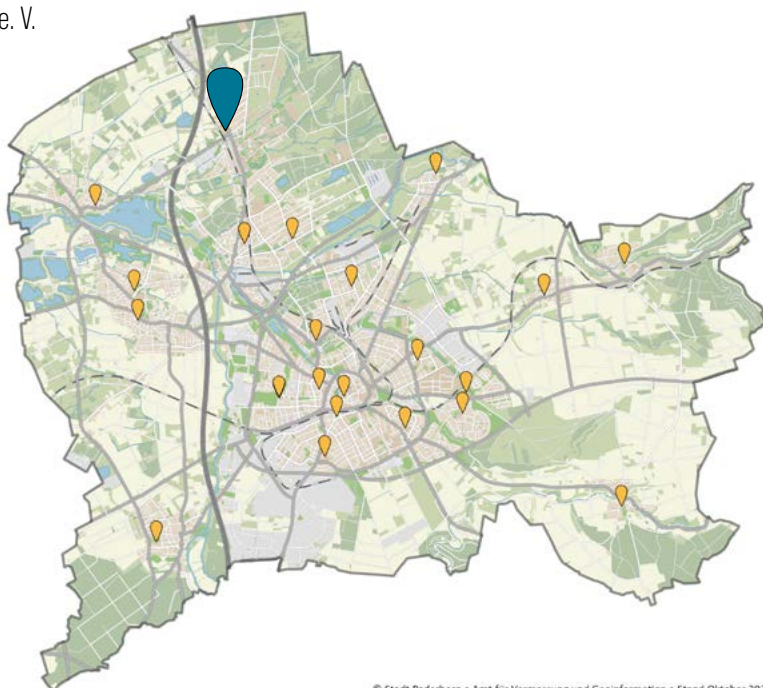 e. V.
© Stadt Paderborn • Amt für Vermessung und Geoinformation • Stand Oktober